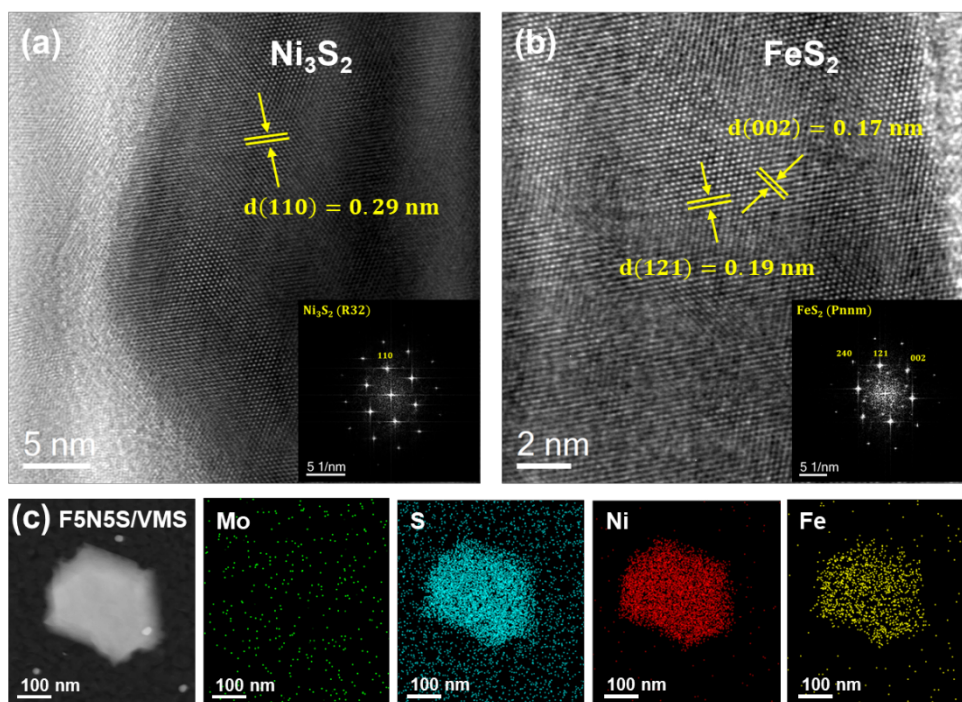 (a)
Ni₃S₂
d(110) = 0.29 nm
Ni₃S₂ (R32)
110
5 nm
5 1/nm
(b)
FeS₂
d(002) = 0.17 nm
d(121) = 0.19 nm
FeS₂ (Pnnm)
240 121 002
2 nm
5 1/nm
(c) F5N5S/VMS
100 nm
Mo
100 nm
S
100 nm
Ni
100 nm
Fe
100 nm